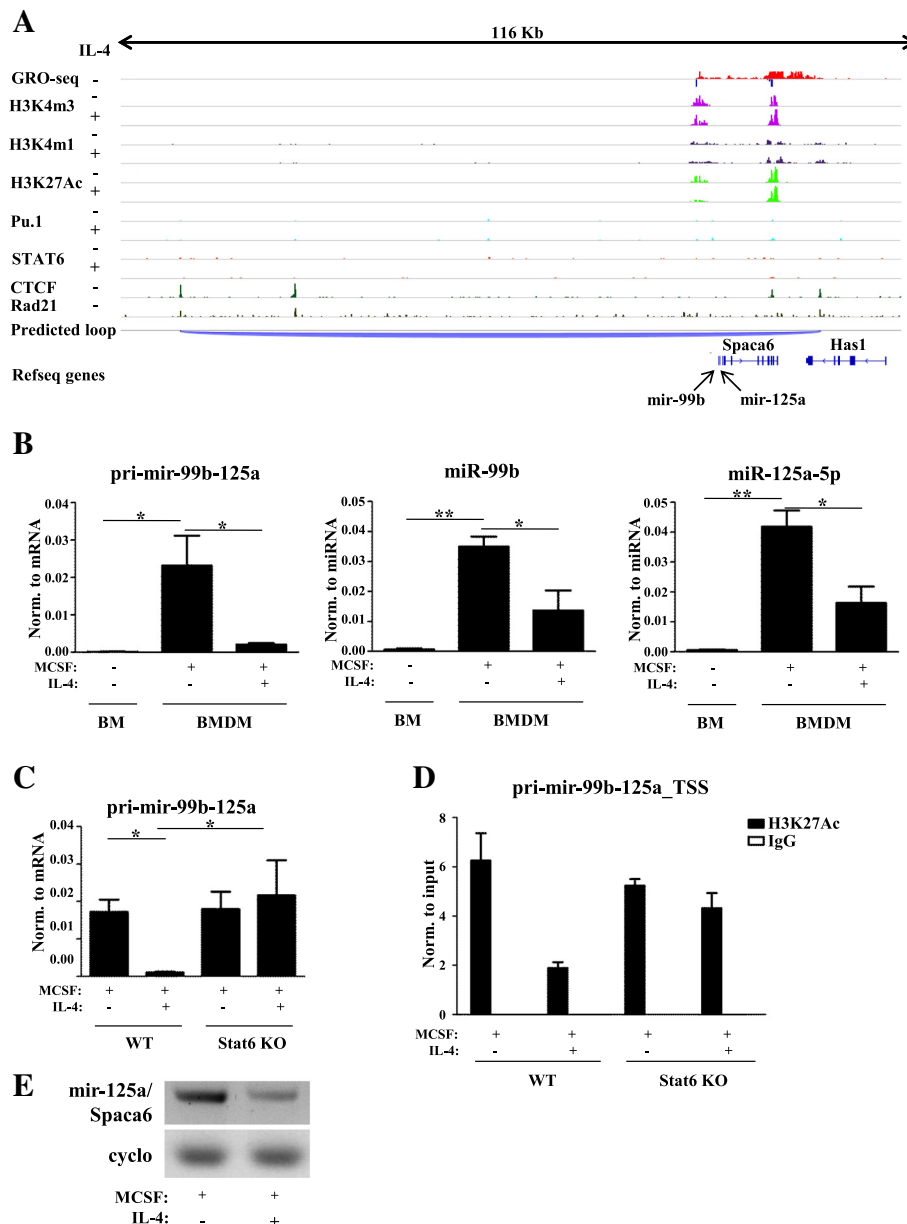 A
116 Kb
IL-4
GRO-seq -
H3K4m3 -
+
H3K4m1 -
+
H3K27Ac -
+
Pu.1 -
+
STAT6 -
+
CTCF -
Rad21 -
Predicted loop
Spaca6 Has1
Refseq genes
mir-99b mir-125a
B
pri-mir-99b-125a
Norm. to mRNA
0.04
0.03
0.02
0.01
0.00
* *
MCSF: - + +
IL-4: - - +
BM BMDM
miR-99b
Norm. to miRNA
0.05
0.04
0.03
0.02
0.01
0.00
** *
MCSF: - + +
IL-4: - - +
BM BMDM
miR-125a-5p
Norm. to miRNA
0.05
0.04
0.03
0.02
0.01
0.00
** *
MCSF: - + +
IL-4: - - +
BM BMDM
C
pri-mir-99b-125a
Norm. to mRNA
0.04
0.02
0.01
0.00
* *
MCSF: + + + +
IL-4: - + - +
WT Stat6 KO
D
pri-mir-99b-125a_TSS
Norm. to input
8
6
4
2
0
H3K27Ac
IgG
MCSF: + + + +
IL-4: - + - +
WT Stat6 KO
E
mir-125a/
Spaca6
cyclo
MCSF: + +
IL-4: - +